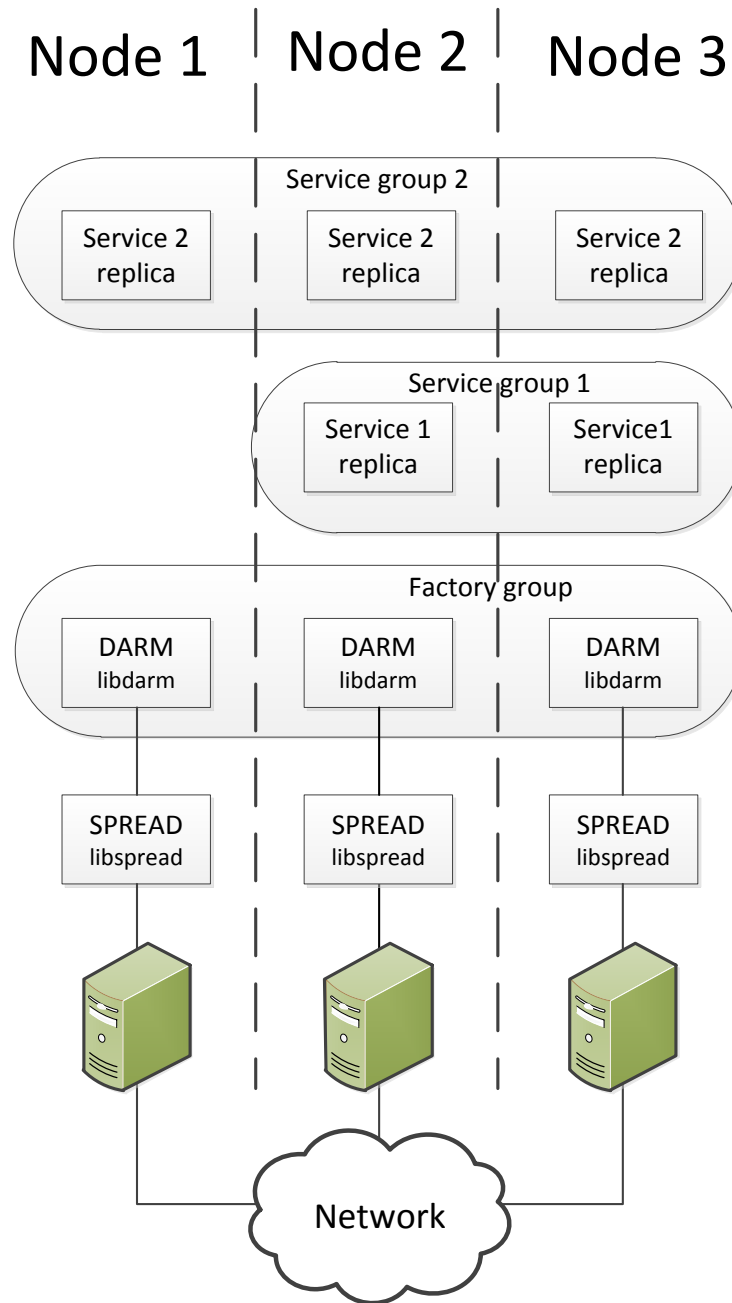 Node 1
Node 2
Node 3
Service group 2
Service 2
replica
Service 2
replica
Service 2
replica
Service group 1
Service 1
replica
Service1
replica
Factory group
DARM
libdarm
DARM
libdarm
DARM
libdarm
SPREAD
libspread
SPREAD
libspread
SPREAD
libspread
Network